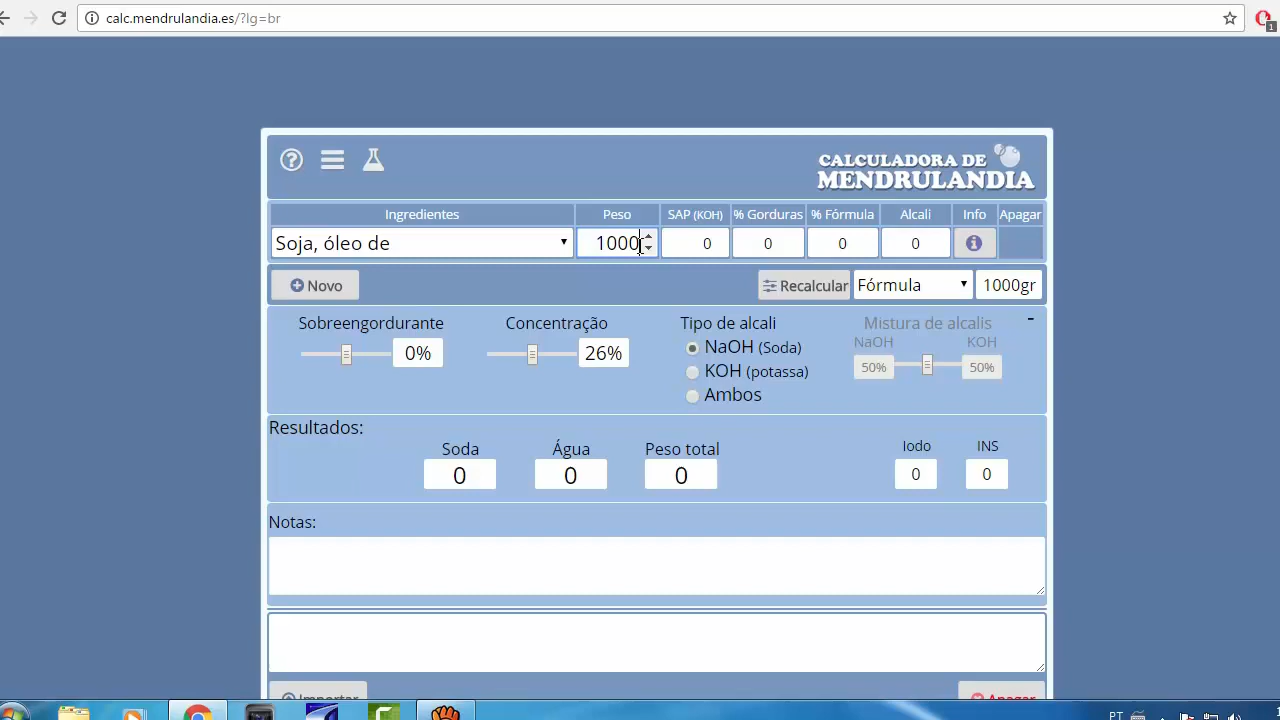 calc.mendrulandia.es/?lg=br
1
CALCULADORA DE
MENDRULANDIA
Ingredientes Peso SAP (KOH) % Gorduras % Fórmula Alcali Info Apagar
Soja, óleo de 1000 0 0 0 0
Novo Recalcular Fórmula 1000gr
Sobreengordurante Concentração Tipo de alcali Mistura de alcalis -
NaOH KOH
0% 26% NaOH (Soda)
KOH (potassa) 50% 50%
Ambos
Resultados:
Soda Água Peso total Iodo INS
0 0 0 0 0
Notas:
Importar Apagar
PT